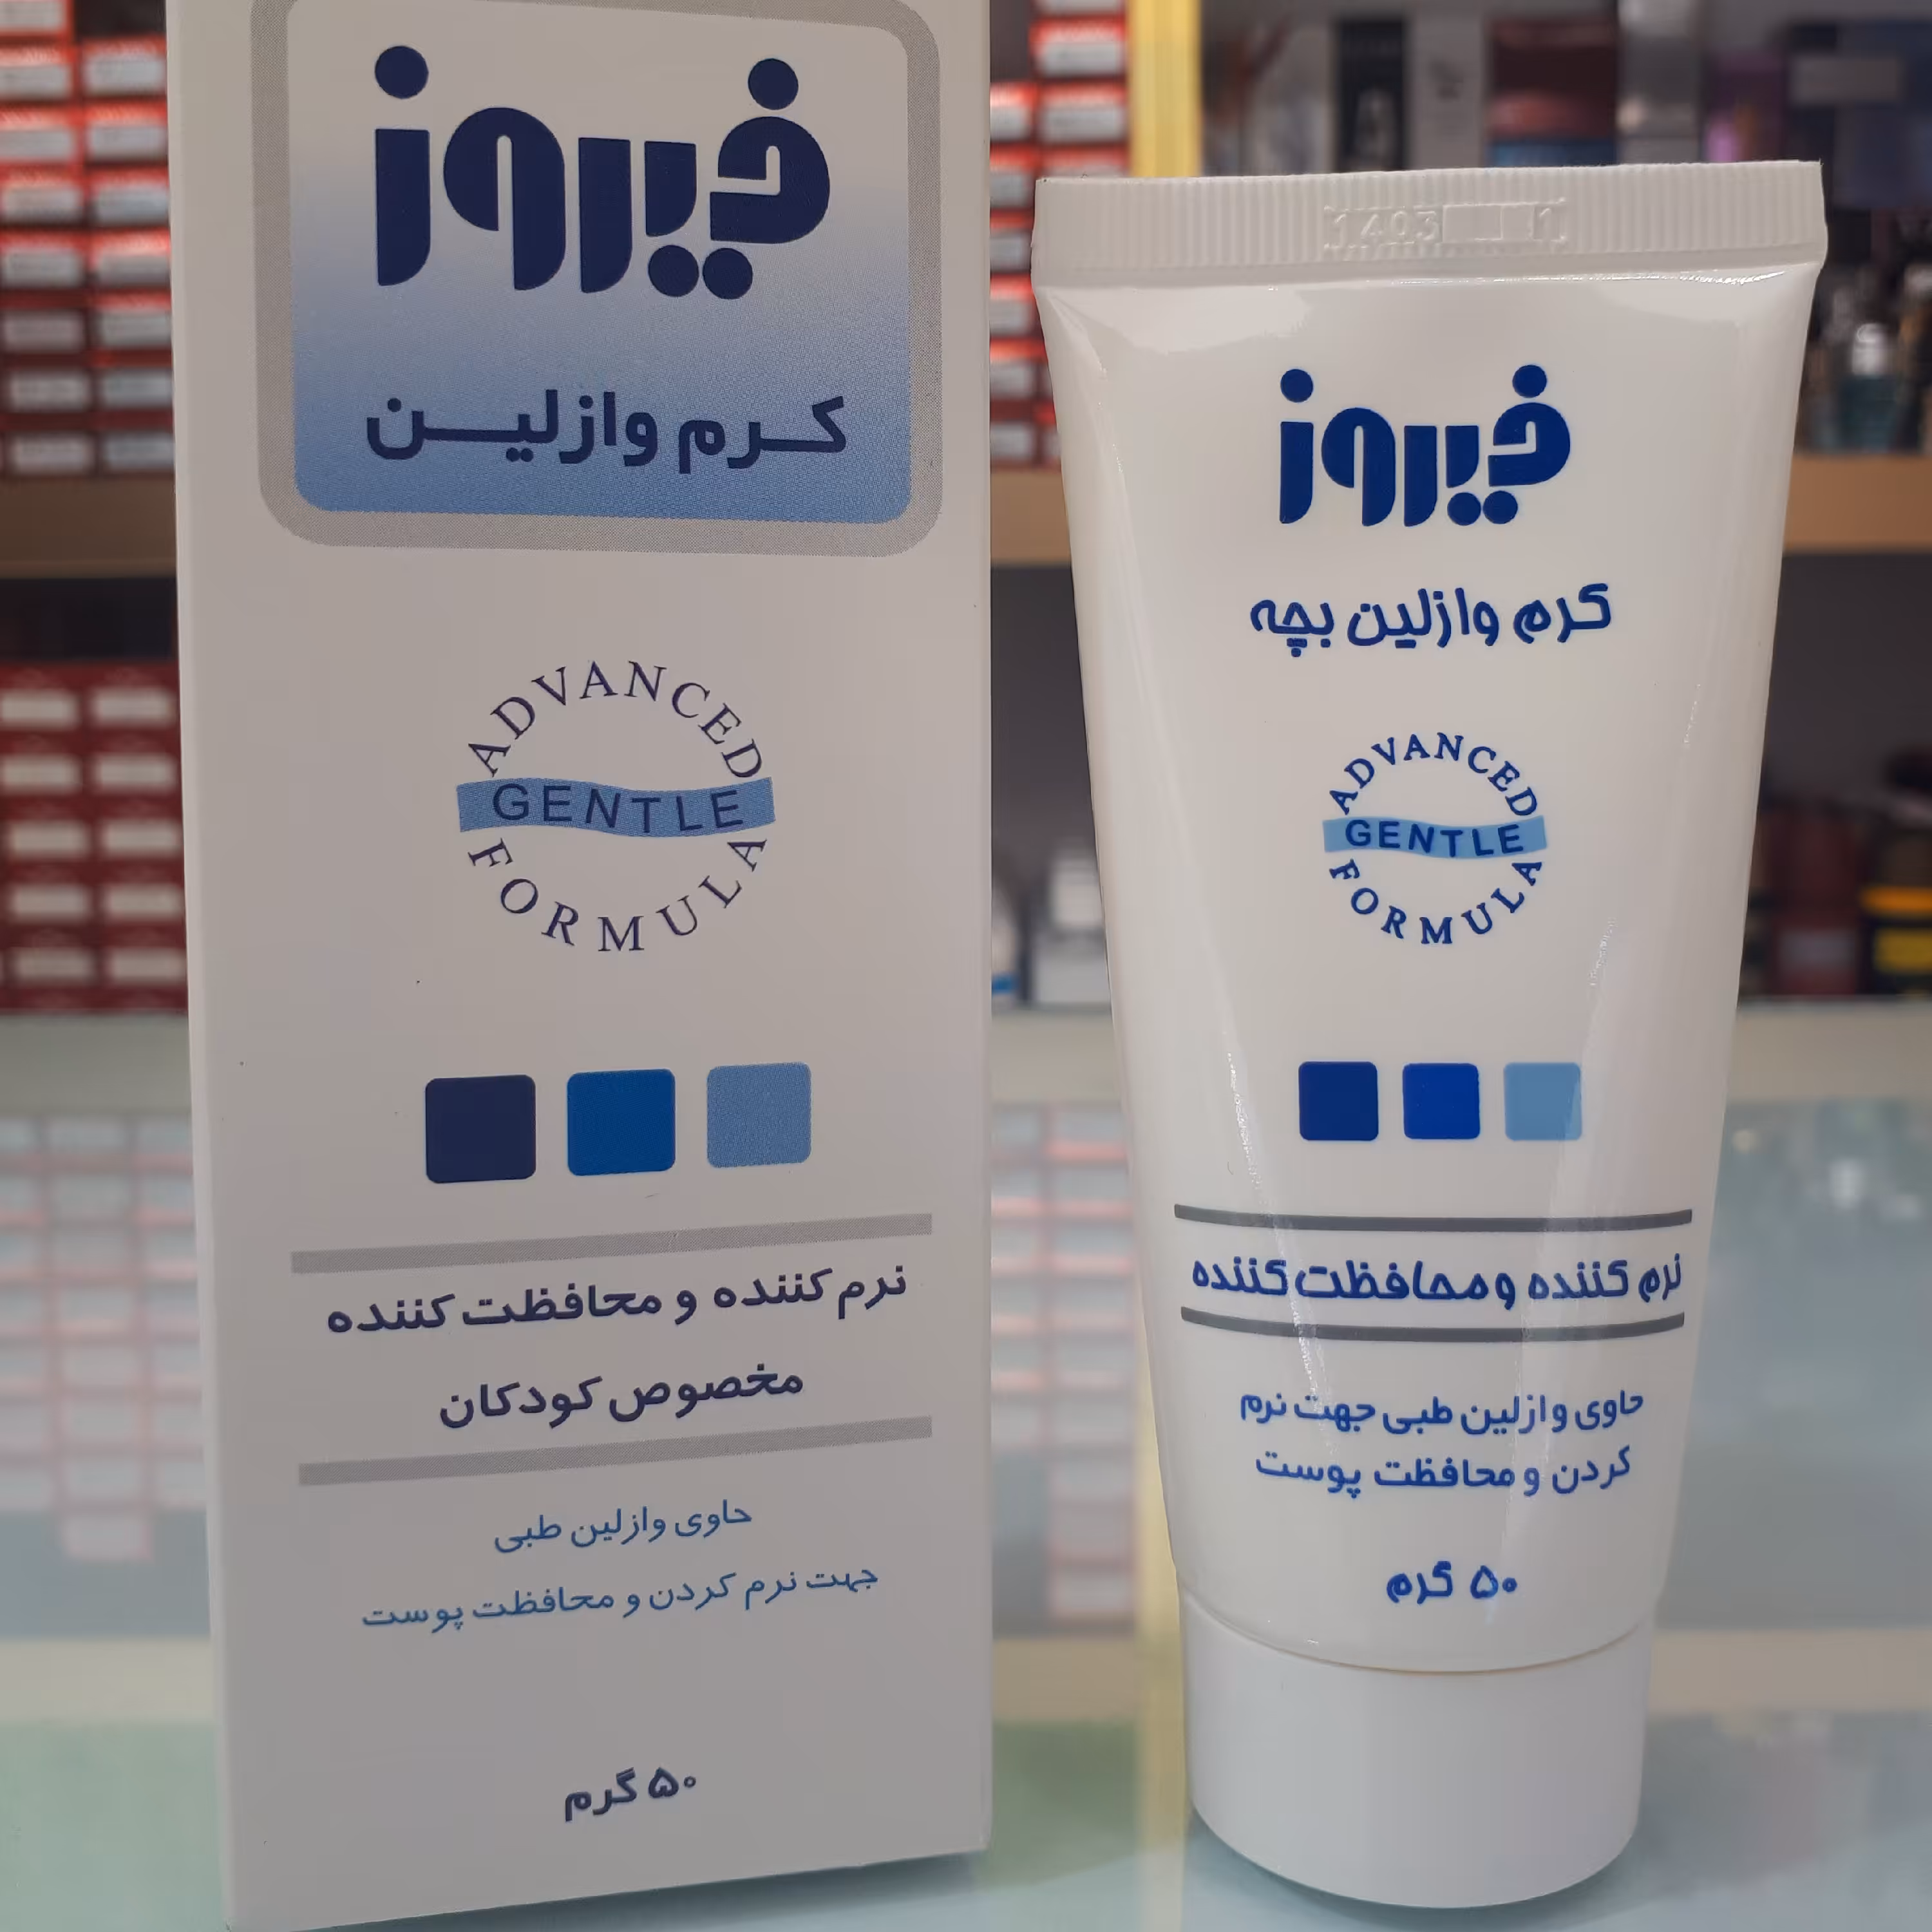 فیروز
کرم وازلین
ADVANCED
GENTLE
FORMULA
نرم کننده و محافظت کننده
مخصوص کودکان
حاوی وازلین طبی
جهت نرم کردن و محافظت پوست
۵۰ گرم
1403 1
فیروز
کرم وازلین بچه
ADVANCED
GENTLE
FORMULA
نرم کننده و محافظت کننده
حاوی وازلین طبی جهت نرم
کردن و محافظت پوست
۵۰ گرم